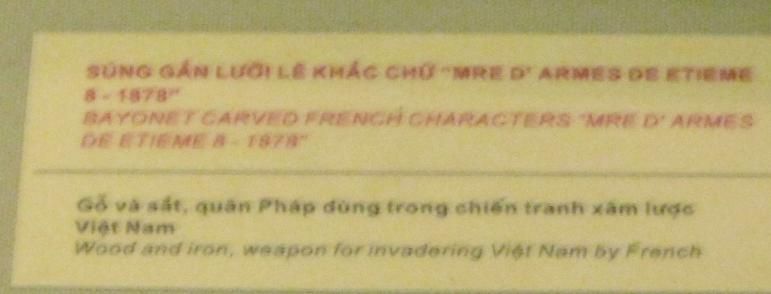 SÚNG GẮN LƯỠI LÊ KHẮC CHỮ "MRE D' ARMES DE ETIEME
8 - 1878"
BAYONET CARVED FRENCH CHARACTERS "MRE D' ARMES
DE ETIEME 8 - 1878"
Gỗ và sắt, quân Pháp dùng trong chiến tranh xâm lược
Việt Nam
Wood and iron, weapon for invadering Việt Nam by French